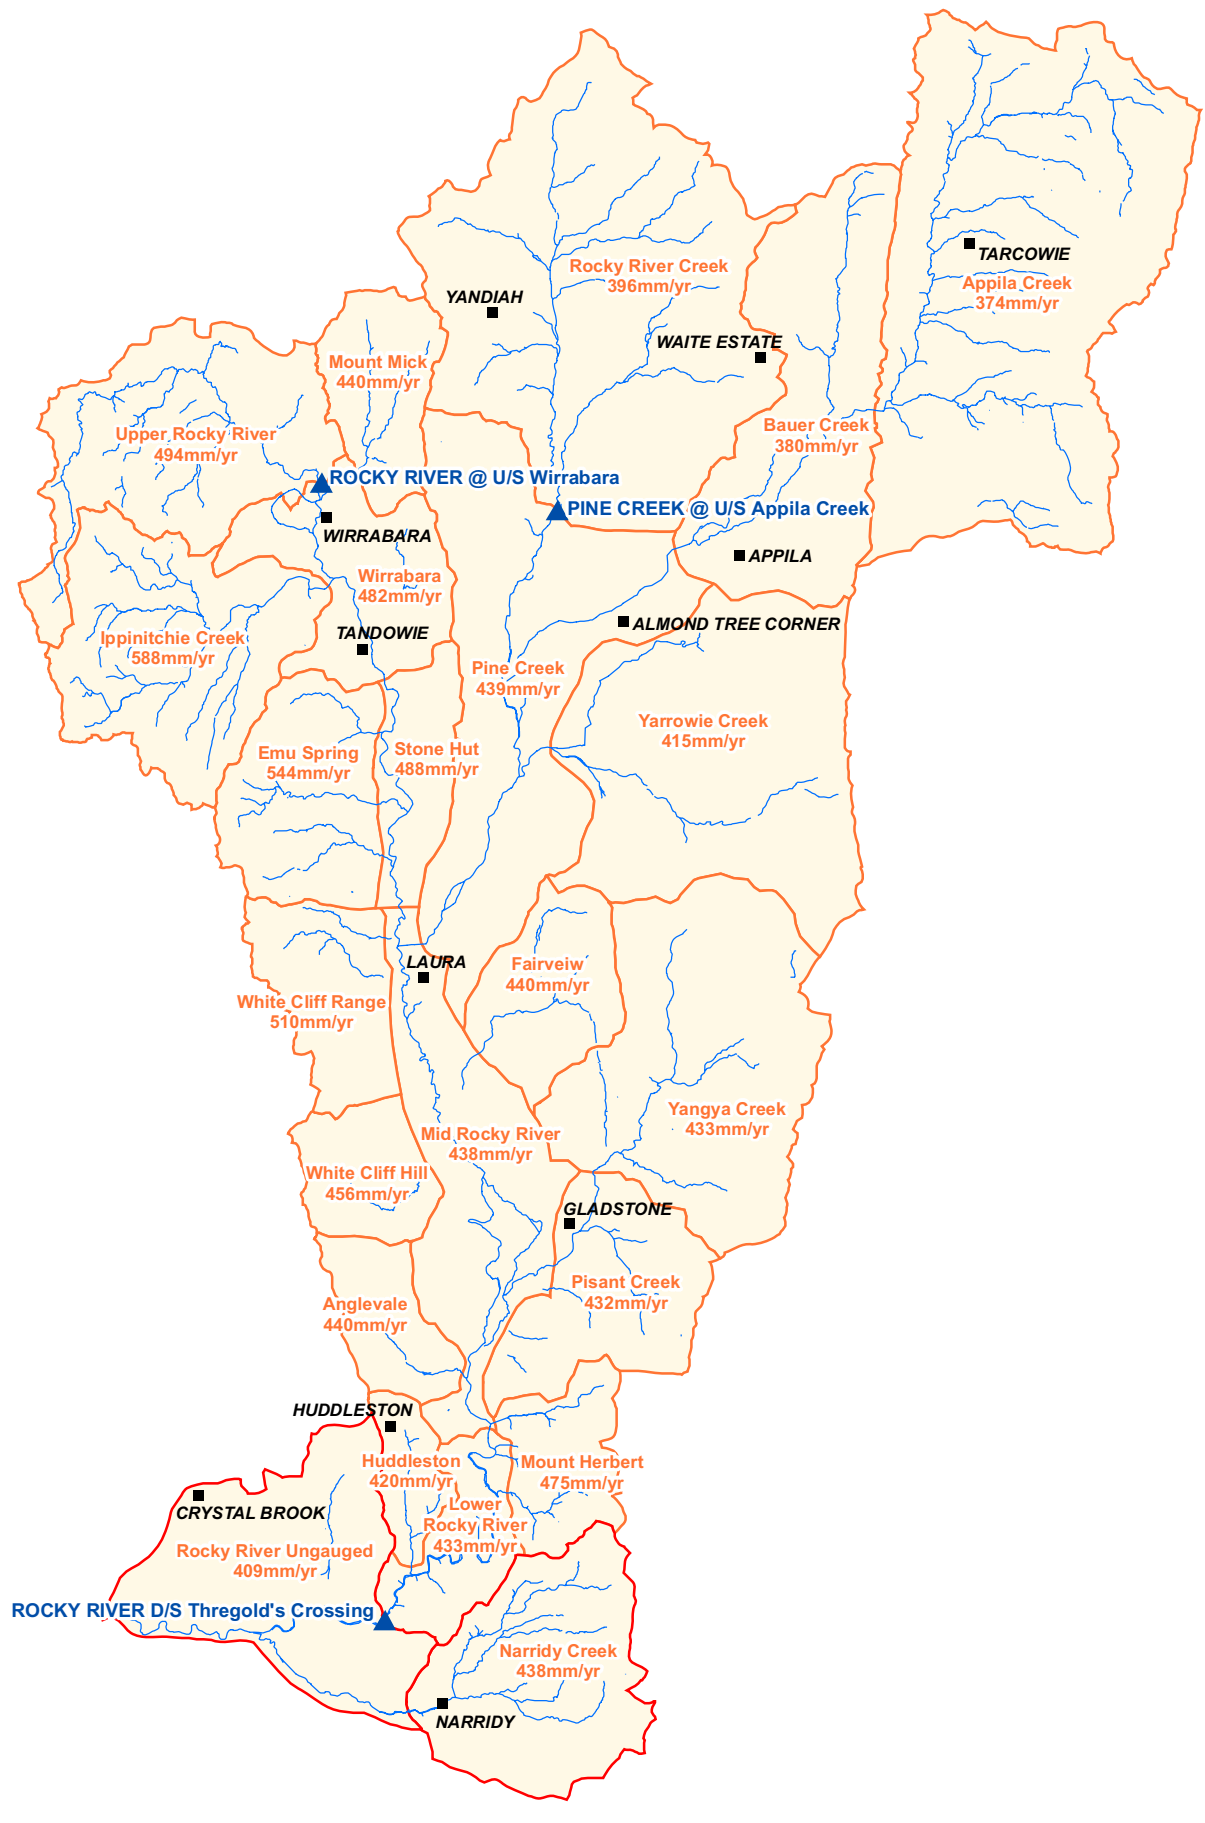 TARCOWIE
Rocky River Creek
396mm/yr
Appila Creek
374mm/yr
YANDIAH
WAITE ESTATE
Mount Mick
440mm/yr
Upper Rocky River
494mm/yr
Bauer Creek
380mm/yr
ROCKY RIVER @ U/S Wirrabara
PINE CREEK @ U/S Appila Creek
WIRRABARA
APPILA
Wirrabara
482mm/yr
ALMOND TREE CORNER
TANDOWIE
Ippinitchie Creek
588mm/yr
Pine Creek
439mm/yr
Yarrowie Creek
415mm/yr
Emu Spring
544mm/yr
Stone Hut
488mm/yr
LAURA
Fairveiw
440mm/yr
White Cliff Range
510mm/yr
Yangya Creek
433mm/yr
Mid Rocky River
438mm/yr
White Cliff Hill
456mm/yr
GLADSTONE
Pisant Creek
432mm/yr
Anglevale
440mm/yr
HUDDLESTON
Huddleston
420mm/yr
Mount Herbert
475mm/yr
CRYSTAL BROOK
Lower
Rocky River
433mm/yr
Rocky River Ungauged
409mm/yr
ROCKY RIVER D/S Thregold's Crossing
Narridy Creek
438mm/yr
NARRIDY